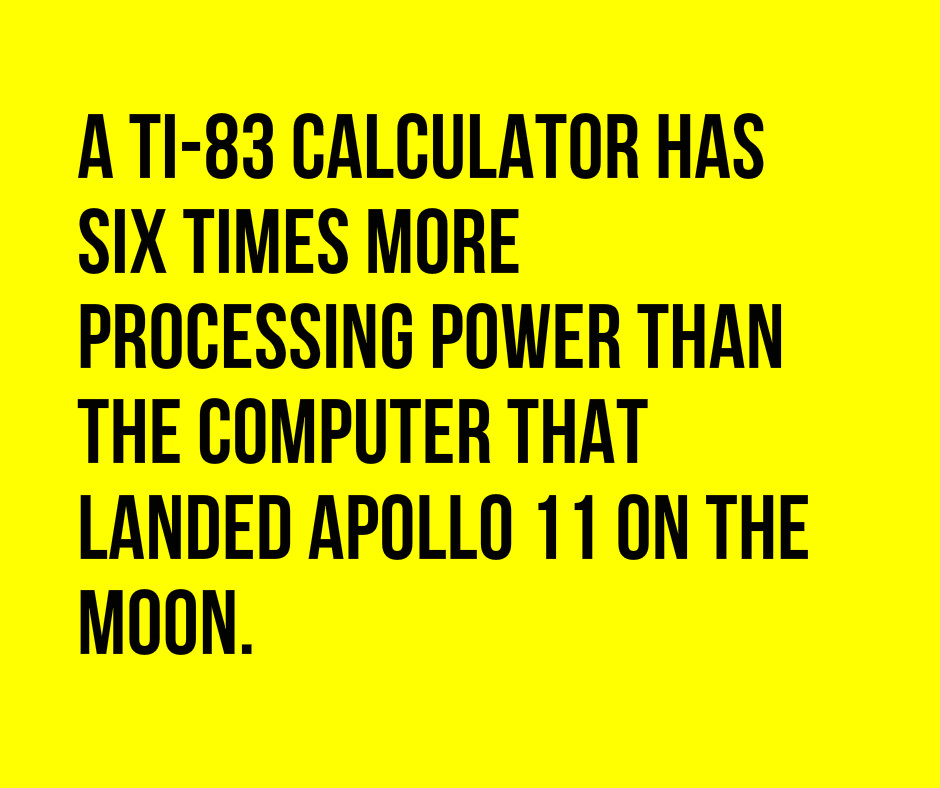 A TI-83 CALCULATOR HAS
SIX TIMES MORE
PROCESSING POWER THAN
THE COMPUTER THAT
LANDED APOLLO 11 ON THE
MOON.